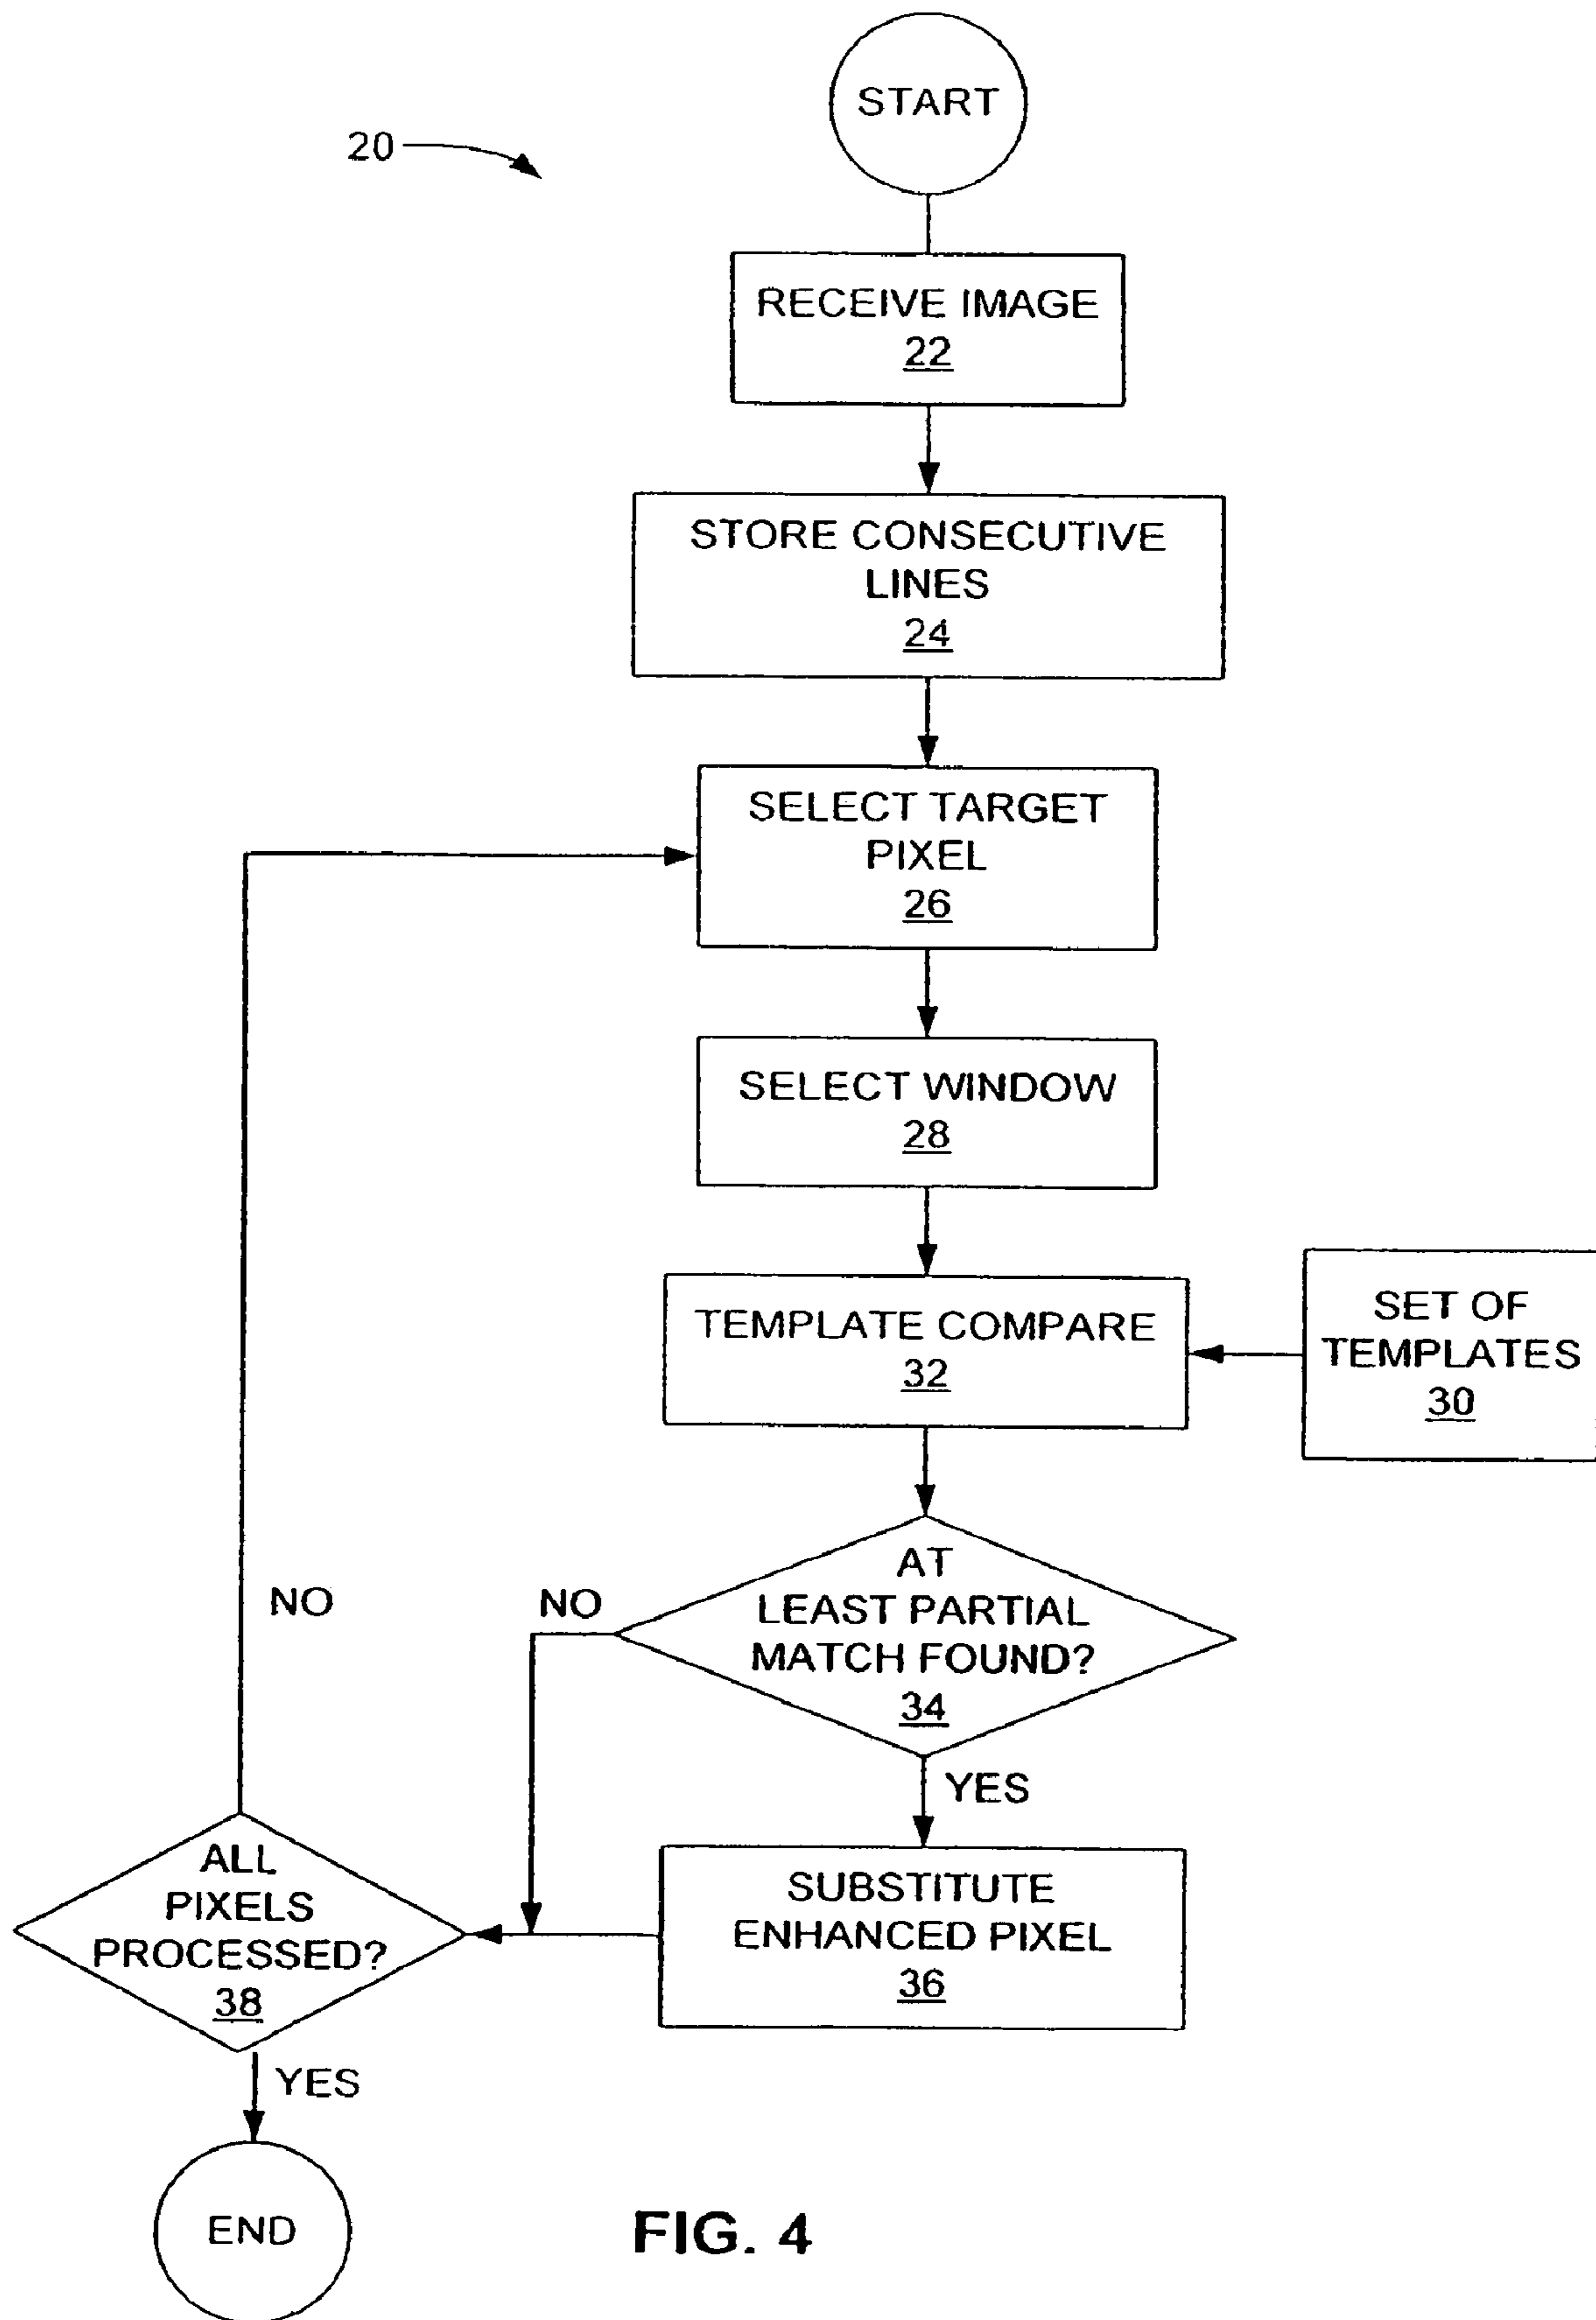 START
20
RECEIVE IMAGE
22
STORE CONSECUTIVE
LINES
24
SELECT TARGET
PIXEL
26
SELECT WINDOW
28
TEMPLATE COMPARE
32
SET OF
TEMPLATES
30
AT
LEAST PARTIAL
MATCH FOUND?
34
NO
NO
YES
SUBSTITUTE
ENHANCED PIXEL
36
ALL
PIXELS
PROCESSED?
38
YES
END
FIG. 4